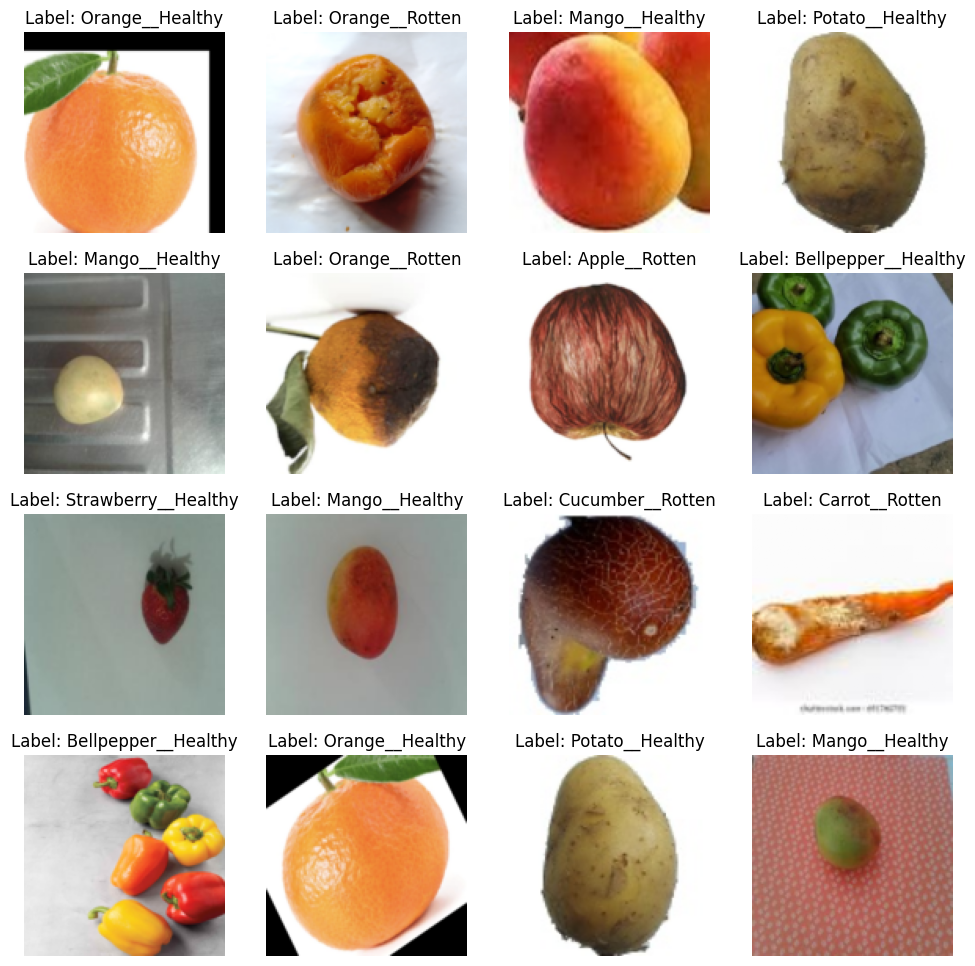 Label: Orange__Healthy
Label: Orange__Rotten
Label: Mango__Healthy
Label: Potato__Healthy
Label: Mango__Healthy
Label: Orange__Rotten
Label: Apple__Rotten
Label: Bellpepper__Healthy
Label: Strawberry__Healthy
Label: Mango__Healthy
Label: Cucumber__Rotten
Label: Carrot__Rotten
Label: Bellpepper__Healthy
Label: Orange__Healthy
Label: Potato__Healthy
Label: Mango__Healthy